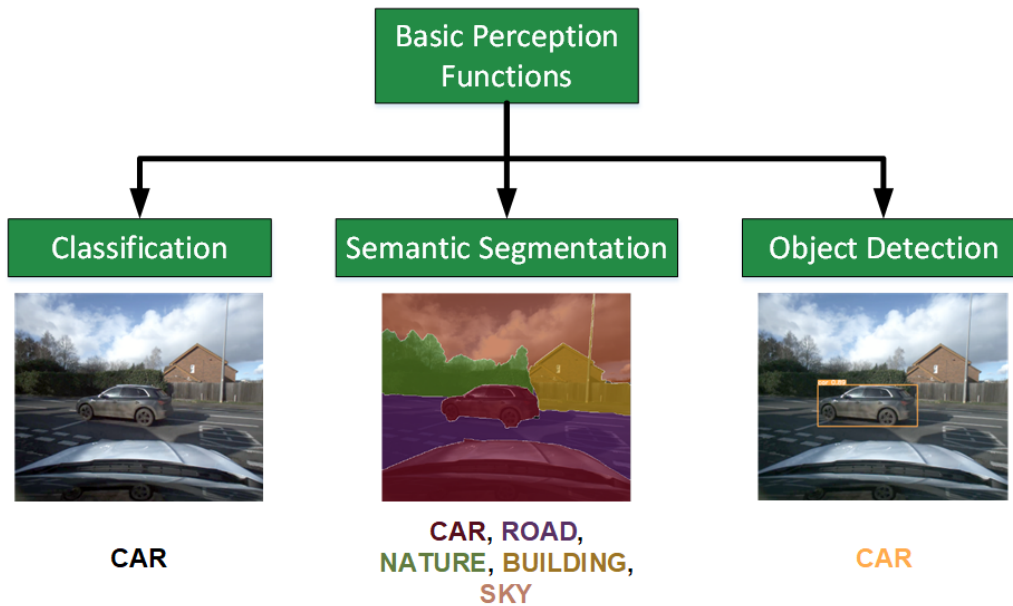 Basic Perception
Functions
Classification
Semantic Segmentation
Object Detection
CAR
CAR, ROAD,
NATURE, BUILDING,
SKY
CAR